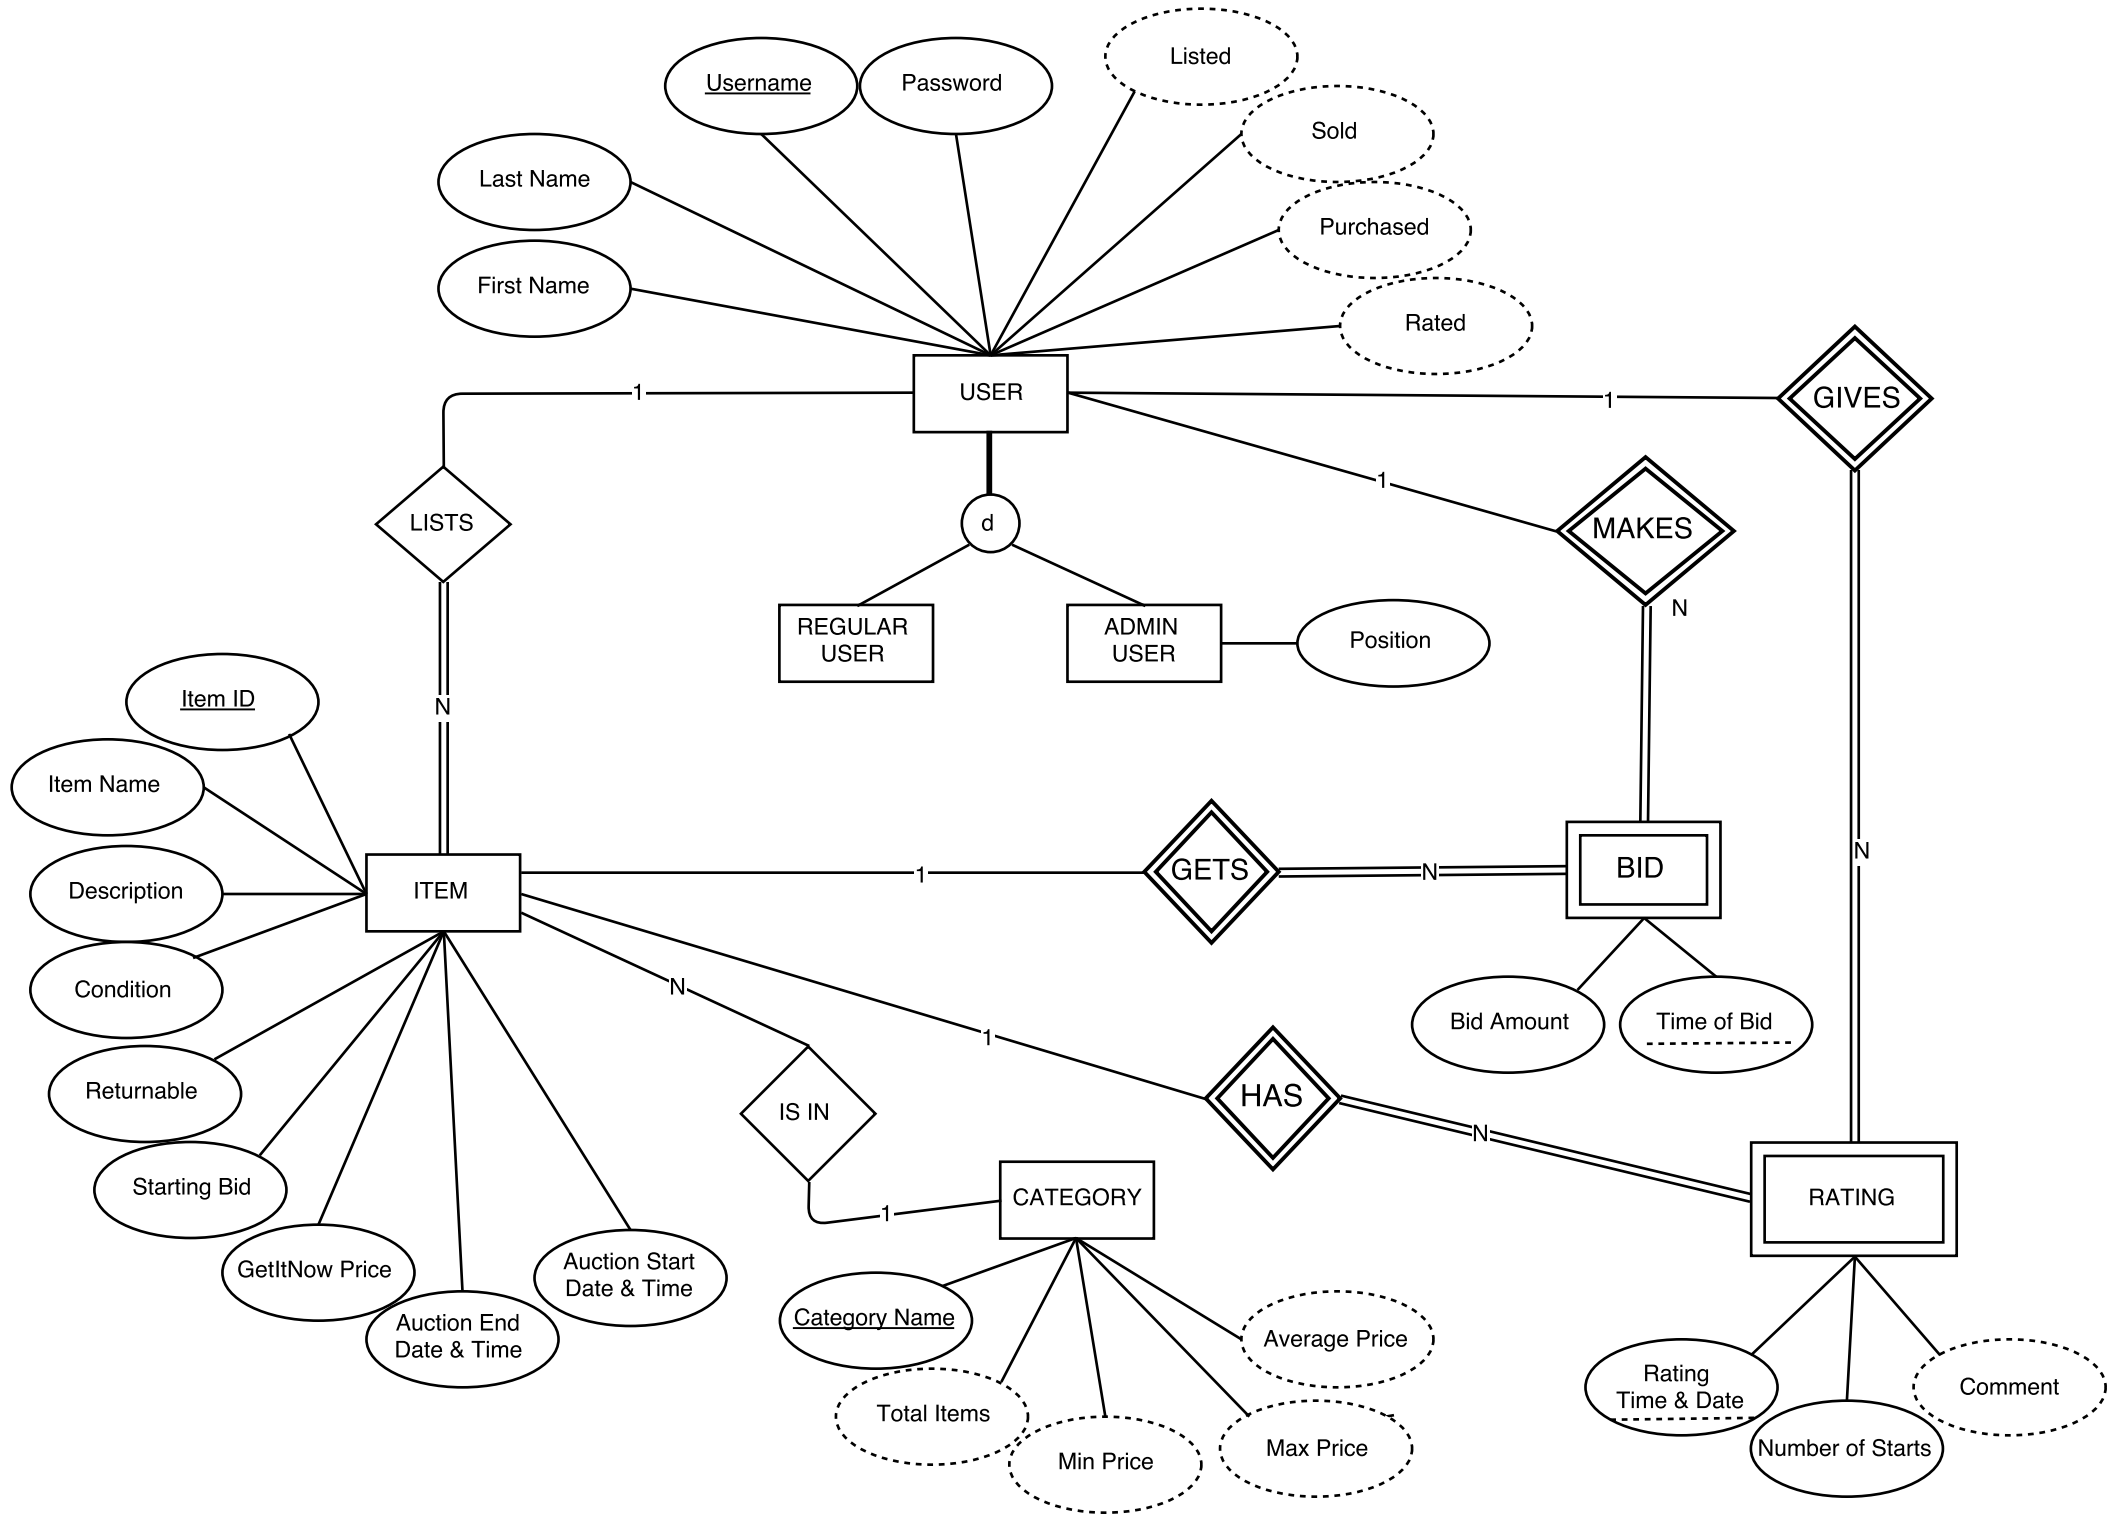 Listed
Username
Password
Sold
Last Name
Purchased
First Name
Rated
1
USER
1
GIVES
1
LISTS
d
MAKES
N
REGULAR
USER
ADMIN
USER
Position
Item ID
N
Item Name
Description
ITEM
1
GETS
N
BID
N
Condition
N
Bid Amount
Time of Bid
1
Returnable
IS IN
HAS
N
Starting Bid
1
CATEGORY
RATING
GetItNow Price
Auction Start
Date & Time
Auction End
Date & Time
Category Name
Average Price
Rating
Time & Date
Comment
Total Items
Min Price
Max Price
Number of Starts